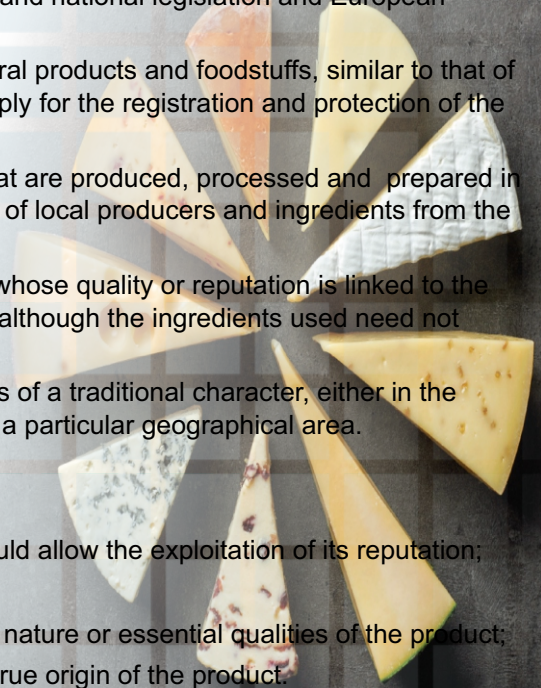 and national legislation and European
ral products and foodstuffs, similar to that of
ply for the registration and protection of the
at are produced, processed and  prepared in
of local producers and ingredients from the
whose quality or reputation is linked to the
although the ingredients used need not
s of a traditional character, either in the
a particular geographical area.
uld allow the exploitation of its reputation;
nature or essential qualities of the product;
rue origin of the product.